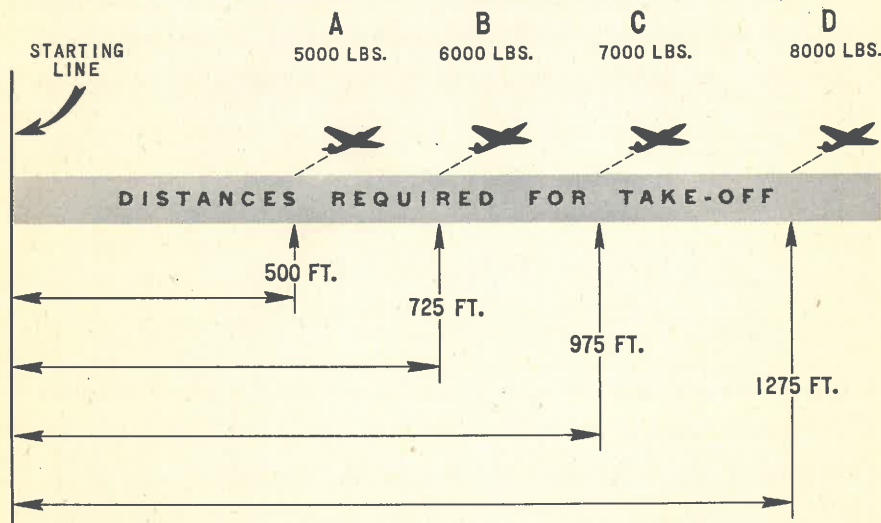 A B C D
5000 LBS. 6000 LBS. 7000 LBS. 8000 LBS.
STARTING
LINE
DISTANCES REQUIRED FOR TAKE-OFF
500 FT.
725 FT.
975 FT.
1275 FT.